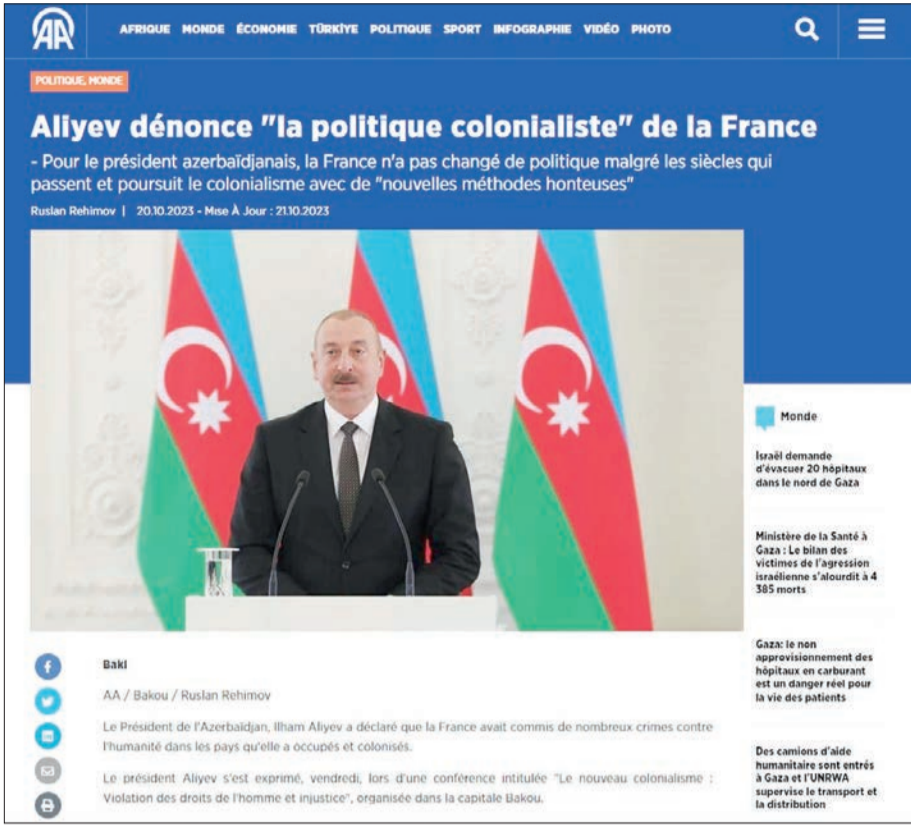 AA
AFRIQUE MONDE ÉCONOMIE TÜRKİYE POLITIQUE SPORT INFOGRAPHIE VIDÉO PHOTO
POLITIQUE, MONDE
Aliyev dénonce "la politique colonialiste" de la France
- Pour le président azerbaïdjanais, la France n'a pas changé de politique malgré les siècles qui
passent et poursuit le colonialisme avec de "nouvelles méthodes honteuses"
Ruslan Rehimov | 20.10.2023 - Mise À Jour : 21.10.2023
Monde
Israël demande
d'évacuer 20 hôpitaux
dans le nord de Gaza
Ministère de la Santé à
Gaza : Le bilan des
victimes de l'agression
israélienne s'alourdit à 4
385 morts
Gaza: le non
approvisionnement des
hôpitaux en carburant
est un danger réel pour
la vie des patients
Des camions d'aide
humanitaire sont entrés
à Gaza et l'UNRWA
supervise le transport et
la distribution
Baki
AA / Bakou / Ruslan Rehimov
Le Président de l'Azerbaïdjan, Ilham Aliyev a déclaré que la France avait commis de nombreux crimes contre
l'humanité dans les pays qu'elle a occupés et colonisés.
Le président Aliyev s'est exprimé, vendredi, lors d'une conférence intitulée "Le nouveau colonialisme :
Violation des droits de l'homme et injustice", organisée dans la capitale Bakou.